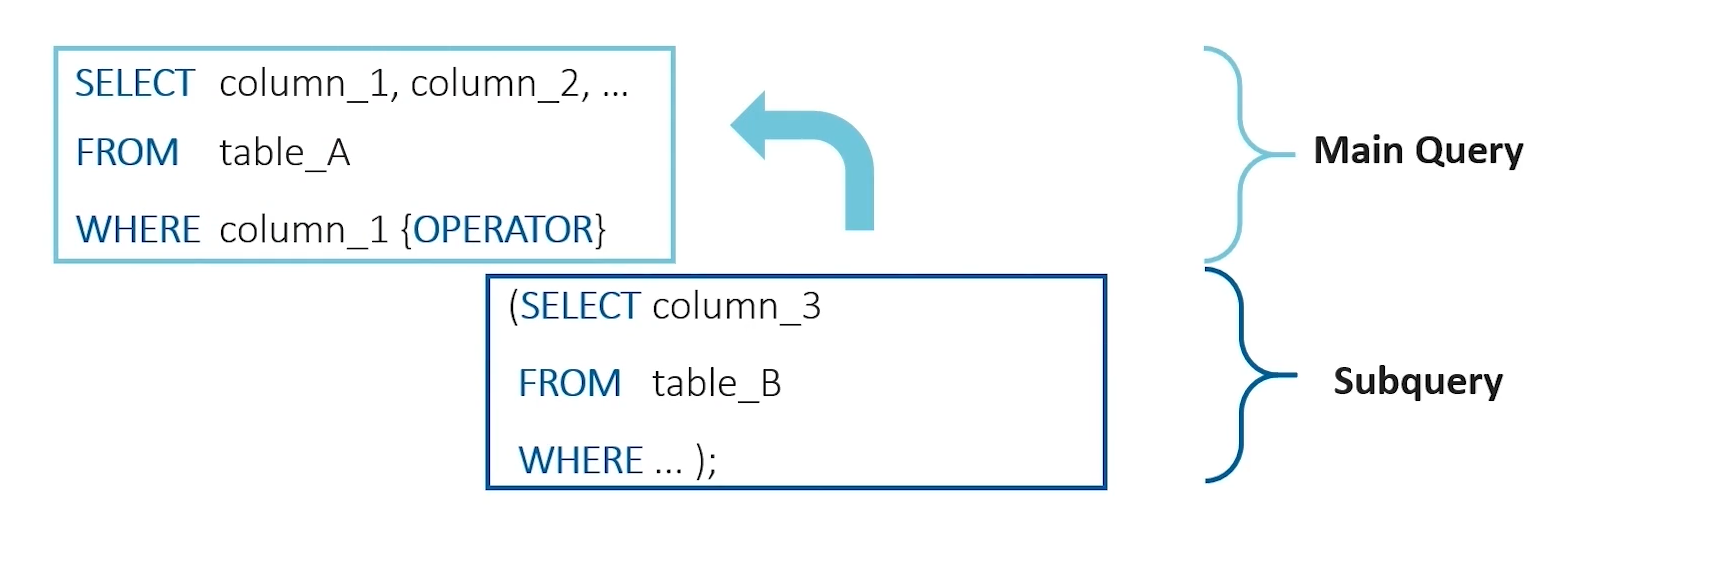 SELECT column_1, column_2, ...
FROM table_A
WHERE column_1 {OPERATOR}
Main Query
(SELECT column_3
FROM table_B
WHERE ... );
Subquery